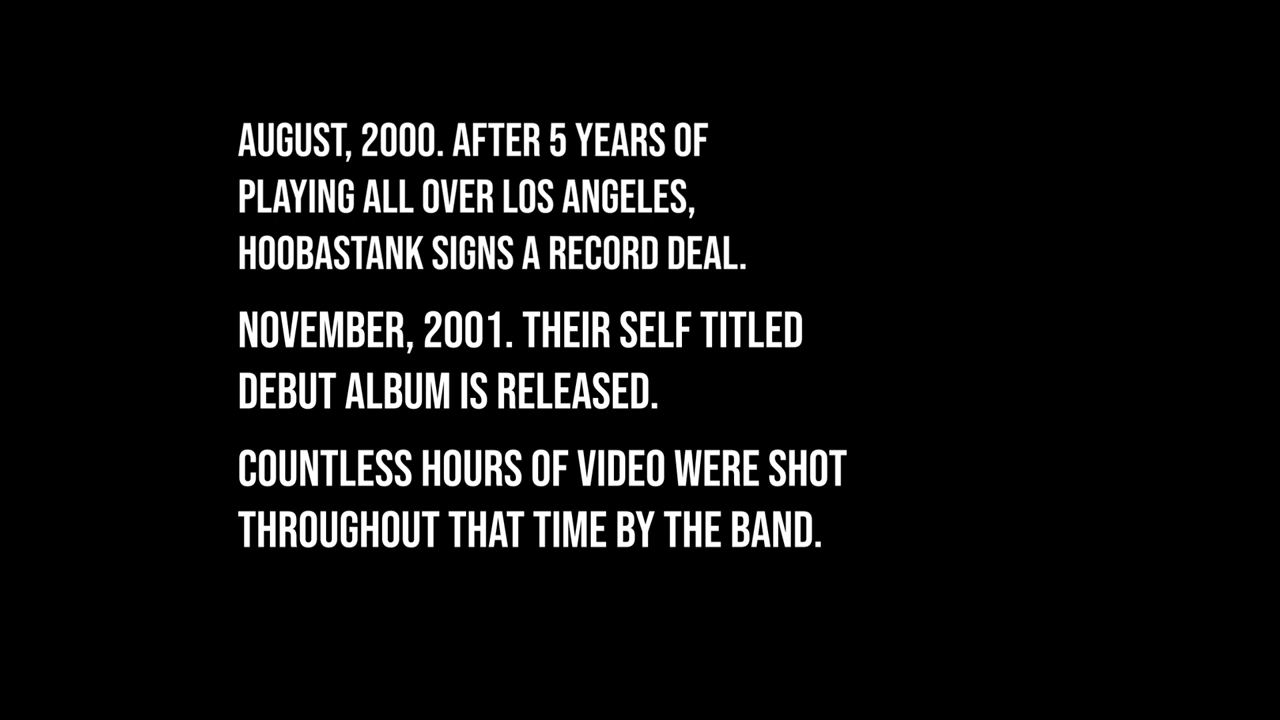 AUGUST, 2000. AFTER 5 YEARS OF
PLAYING ALL OVER LOS ANGELES,
HOOBASTANK SIGNS A RECORD DEAL.
NOVEMBER, 2001. THEIR SELF TITLED
DEBUT ALBUM IS RELEASED.
COUNTLESS HOURS OF VIDEO WERE SHOT
THROUGHOUT THAT TIME BY THE BAND.